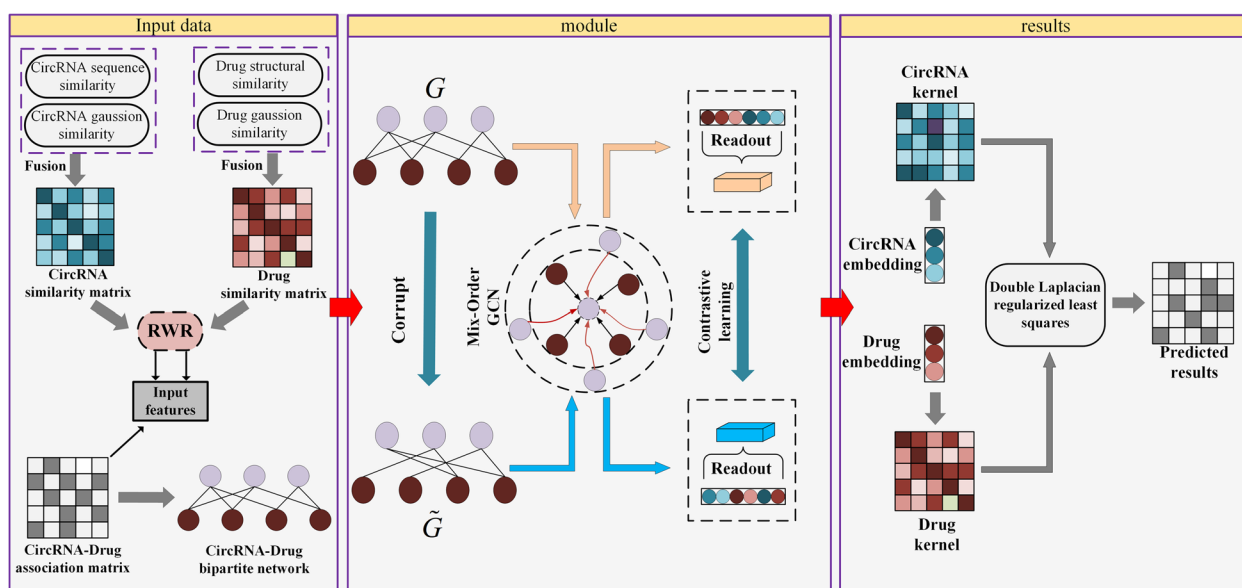 Input data
CircRNA sequence
similarity
CircRNA gaussion
similarity
Drug structural
similarity
Drug gaussion
similarity
Fusion
Fusion
CircRNA
similarity matrix
Drug
similarity matrix
RWR
Input
features
CircRNA-Drug
association matrix
CircRNA-Drug
bipartite network
module
G
Corrupt
G̃
Mix-Order
GCN
Readout
Contrastive
learning
Readout
results
CircRNA
kernel
CircRNA
embedding
Drug
embedding
Drug
kernel
Double Laplacian
regularized least
squares
Predicted
results